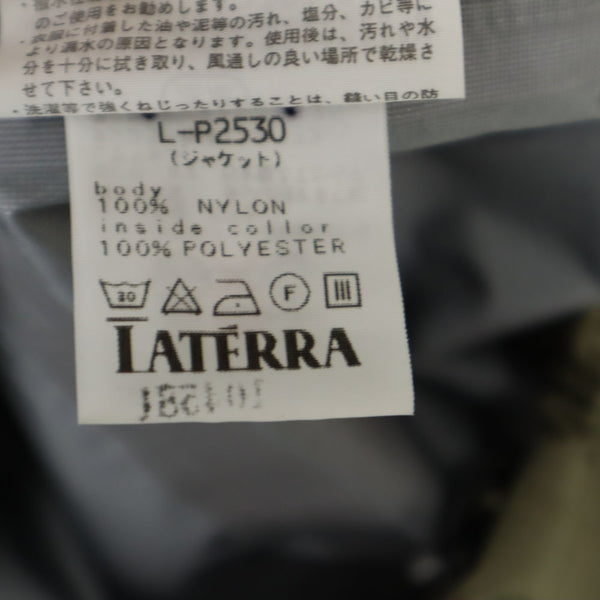 のご使用をお勧めします。
・衣服に付着した油や泥等の汚れ、塩分、カビ等に
より漏水の原因となります。使用後は、汚れや水
分を十分に拭き取り、風通しの良い場所で乾燥さ
せて下さい。
・洗濯等で強くねじったりすることは、縫い目の防
L-P2530
(ジャケット)
body
100% NYLON
inside collor
100% POLYESTER
30
F
LATERRA